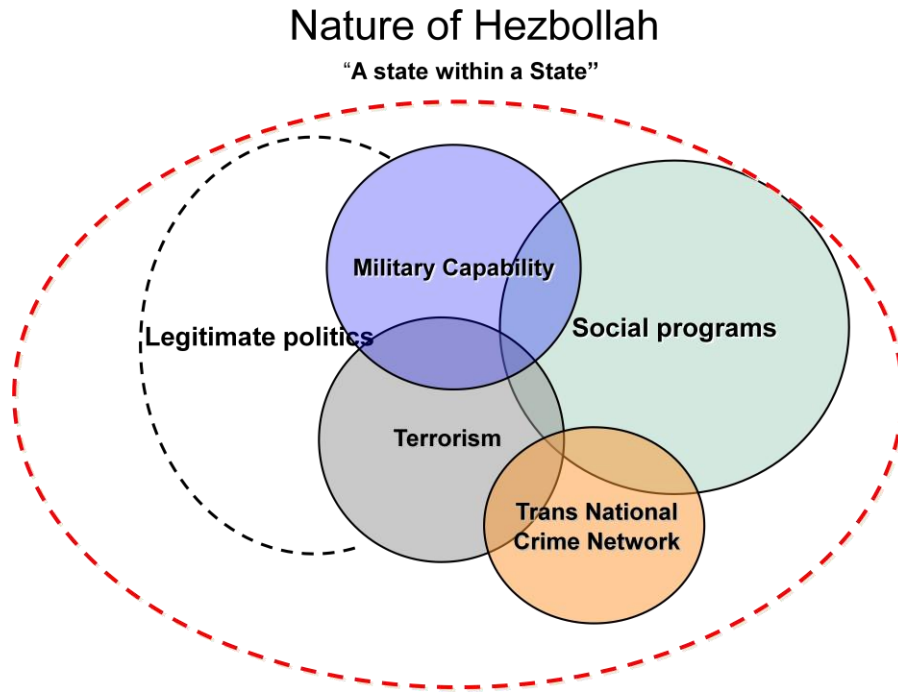 Nature of Hezbollah
“A state within a State”
Military Capability
Legitimate politics
Social programs
Terrorism
Trans National
Crime Network